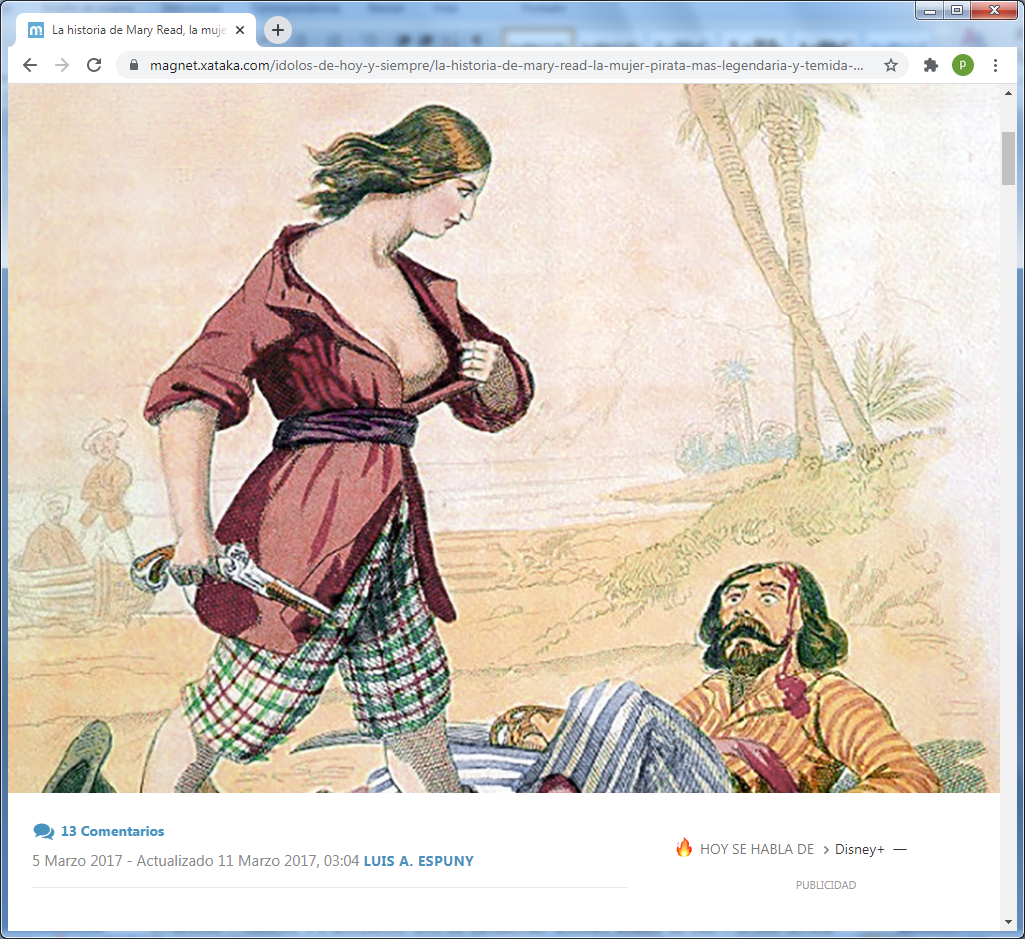 La historia de Mary Read, la muje
magnet.xataka.com/idolos-de-hoy-y-siempre/la-historia-de-mary-read-la-mujer-pirata-mas-legendaria-y-temida-...
P
13 Comentarios
5 Marzo 2017 - Actualizado 11 Marzo 2017, 03:04 LUIS A. ESPUNY
HOY SE HABLA DE > Disney+ —
PUBLICIDAD